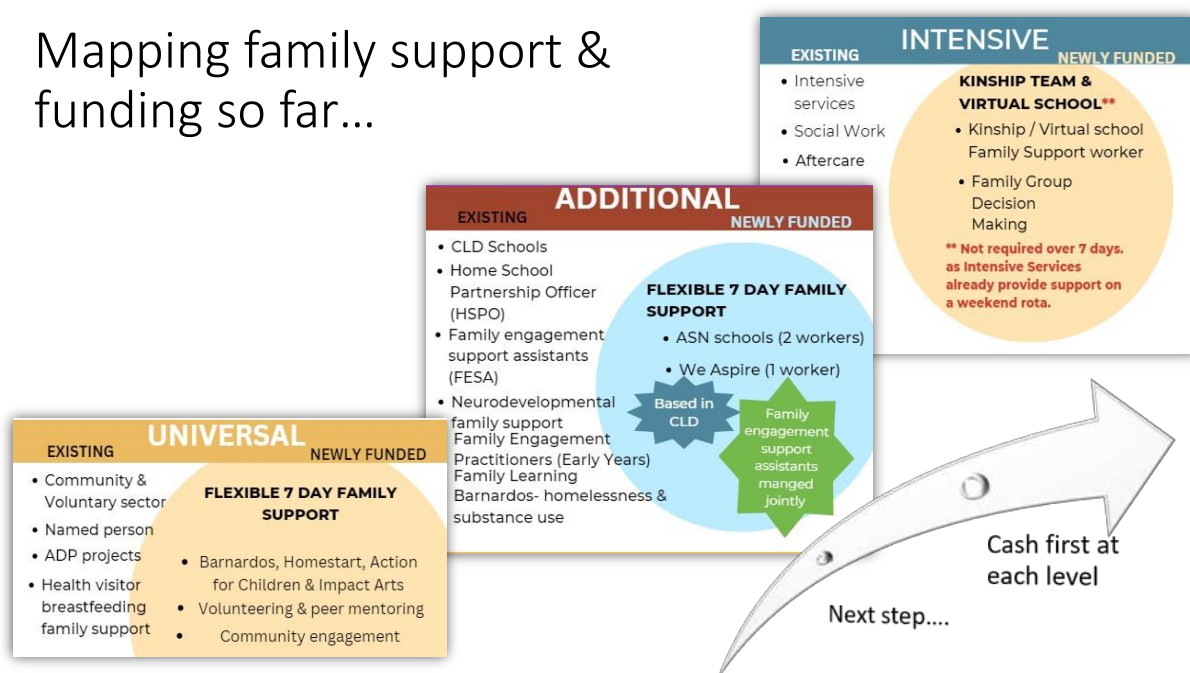 Mapping family support &
funding so far…
INTENSIVE
EXISTING
NEWLY FUNDED
• Intensive
services
• Social Work
• Aftercare
KINSHIP TEAM &
VIRTUAL SCHOOL**
• Kinship / Virtual school
Family Support worker
• Family Group
Decision
Making
** Not required over 7 days.
as Intensive Services
already provide support on
a weekend rota.
ADDITIONAL
EXISTING
NEWLY FUNDED
• CLD Schools
• Home School
Partnership Officer
(HSPO)
• Family engagement
support assistants
(FESA)
• Neurodevelopmental
family support
Family Engagement
Practitioners (Early Years)
Family Learning
Barnardos- homelessness &
substance use
FLEXIBLE 7 DAY FAMILY
SUPPORT
• ASN schools (2 workers)
• We Aspire (1 worker)
Based in
CLD
Family
engagement
support
assistants
manged
jointly
UNIVERSAL
EXISTING
NEWLY FUNDED
• Community &
Voluntary sector
• Named person
• ADP projects
• Health visitor
breastfeeding
family support
FLEXIBLE 7 DAY FAMILY
SUPPORT
• Barnardos, Homestart, Action
for Children & Impact Arts
• Volunteering & peer mentoring
• Community engagement
Cash first at
each level
Next step....